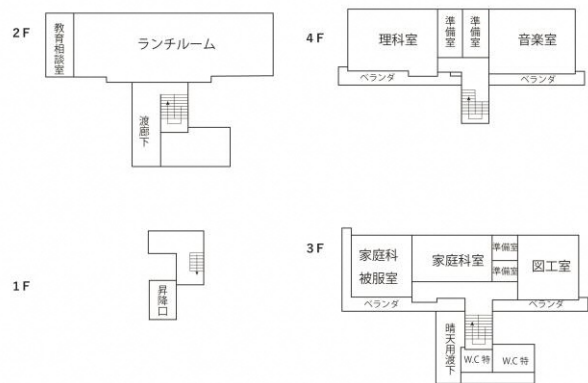 2F
教育相談室
ランチルーム
渡廊下
4F
理科室
準備室
準備室
音楽室
ベランダ
ベランダ
1F
昇降口
3F
家庭科
被服室
家庭科室
準備室
準備室
図工室
ベランダ
ベランダ
晴天用渡下
W.C 特
W.C 特